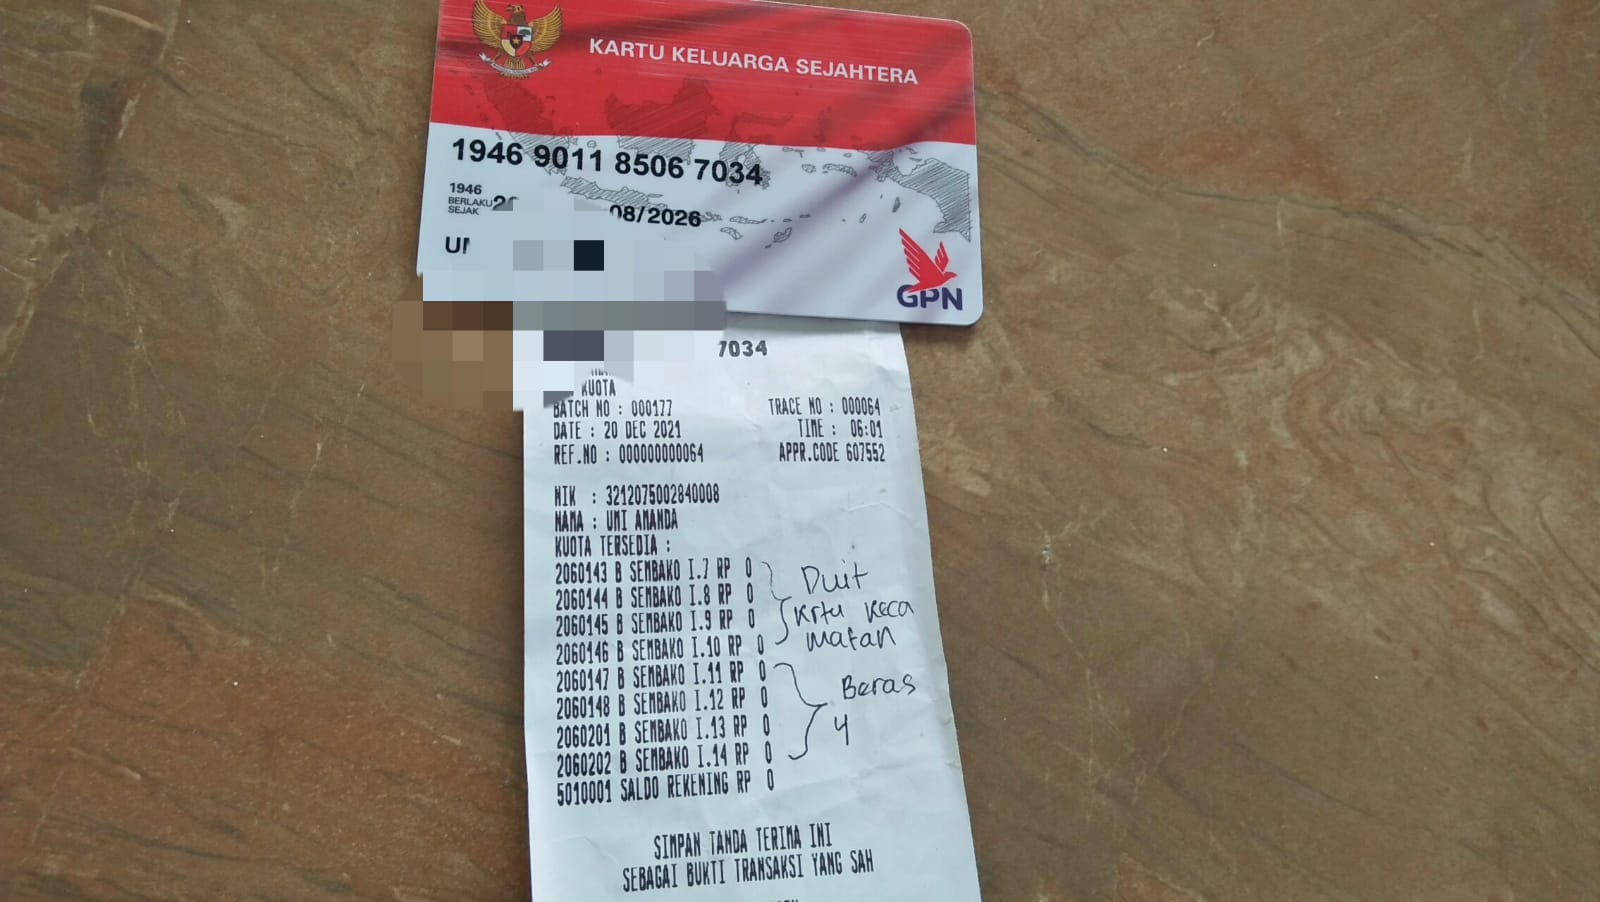 KARTU KELUARGA SEJAHTERA
1946 9011 8506 7034
1946
BERLAKU
SEJAK
08/2026
GPN
7034
KUOTA
BATCH NO : 000177 TRACE NO : 000064
DATE : 20 DEC 2021 TIME : 06:01
REF.NO : 000000000064 APPR.CODE 607552
NIK : 3212075002840008
NAMA : UMI AMANDA
KUOTA TERSEDIA :
2060143 B SEMBAKO I.7 RP 0
2060144 B SEMBAKO I.8 RP 0
2060145 B SEMBAKO I.9 RP 0
2060146 B SEMBAKO I.10 RP 0
Duit
krtu keca
matan
2060147 B SEMBAKO I.11 RP 0
2060148 B SEMBAKO I.12 RP 0
2060201 B SEMBAKO I.13 RP 0
2060202 B SEMBAKO I.14 RP 0
Beras
4
5010001 SALDO REKENING RP 0
SIMPAN TANDA TERIMA INI
SEBAGAI BUKTI TRANSAKSI YANG SAH